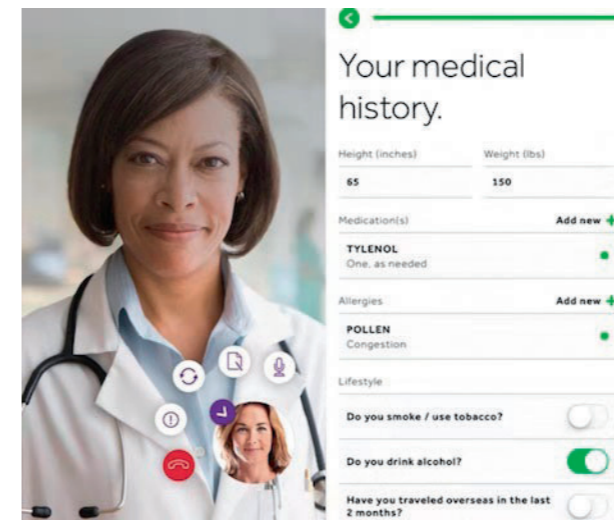 Your medical
history.
Height (inches) Weight (lbs)
65 150
Medication(s) Add new +
TYLENOL
One, as needed
Allergies Add new +
POLLEN
Congestion
Lifestyle
Do you smoke / use tobacco?
Do you drink alcohol?
Have you traveled overseas in the last
2 months?